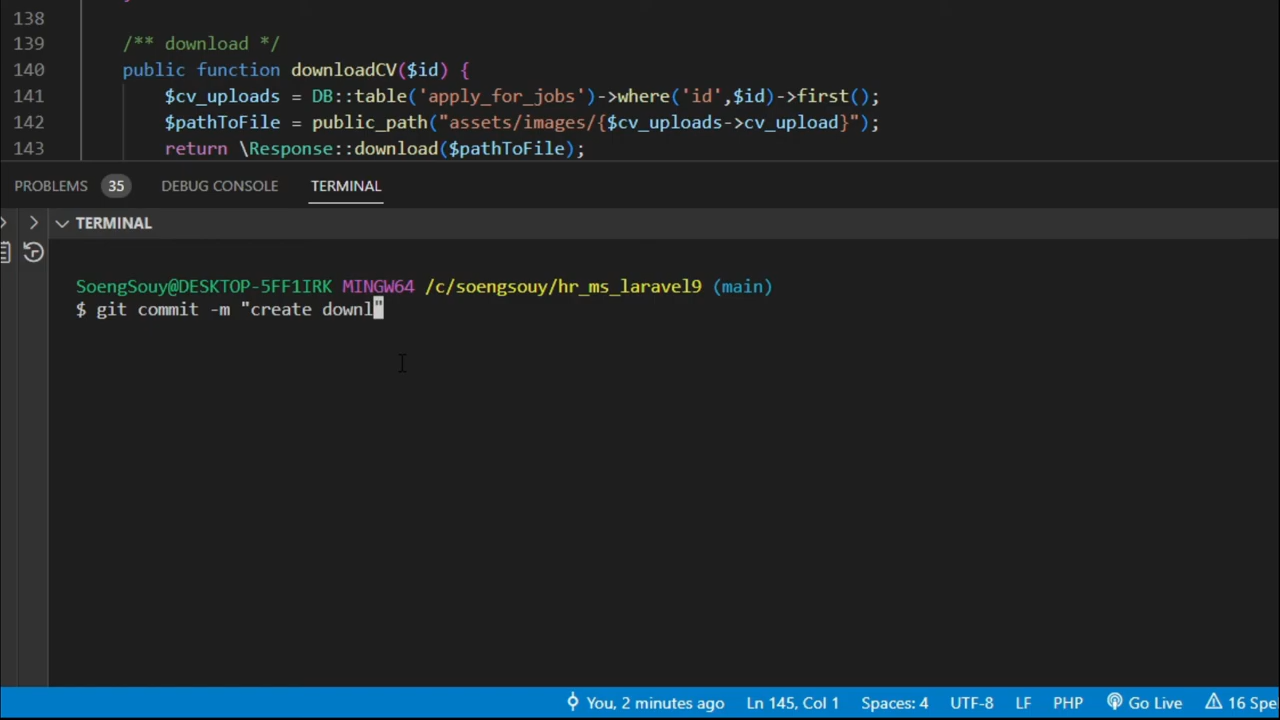 138
139 /** download */
140 public function downloadCV($id) {
141 $cv_uploads = DB::table('apply_for_jobs')->where('id',$id)->first();
142 $pathToFile = public_path("assets/images/{$cv_uploads->cv_upload}");
143 return \Response::download($pathToFile);
PROBLEMS 35 DEBUG CONSOLE TERMINAL
TERMINAL
SoengSouy@DESKTOP-5FF1IRK MINGW64 /c/soengsouy/hr_ms_laravel9 (main)
$ git commit -m "create downl"
You, 2 minutes ago Ln 145, Col 1 Spaces: 4 UTF-8 LF PHP Go Live 16 Spe